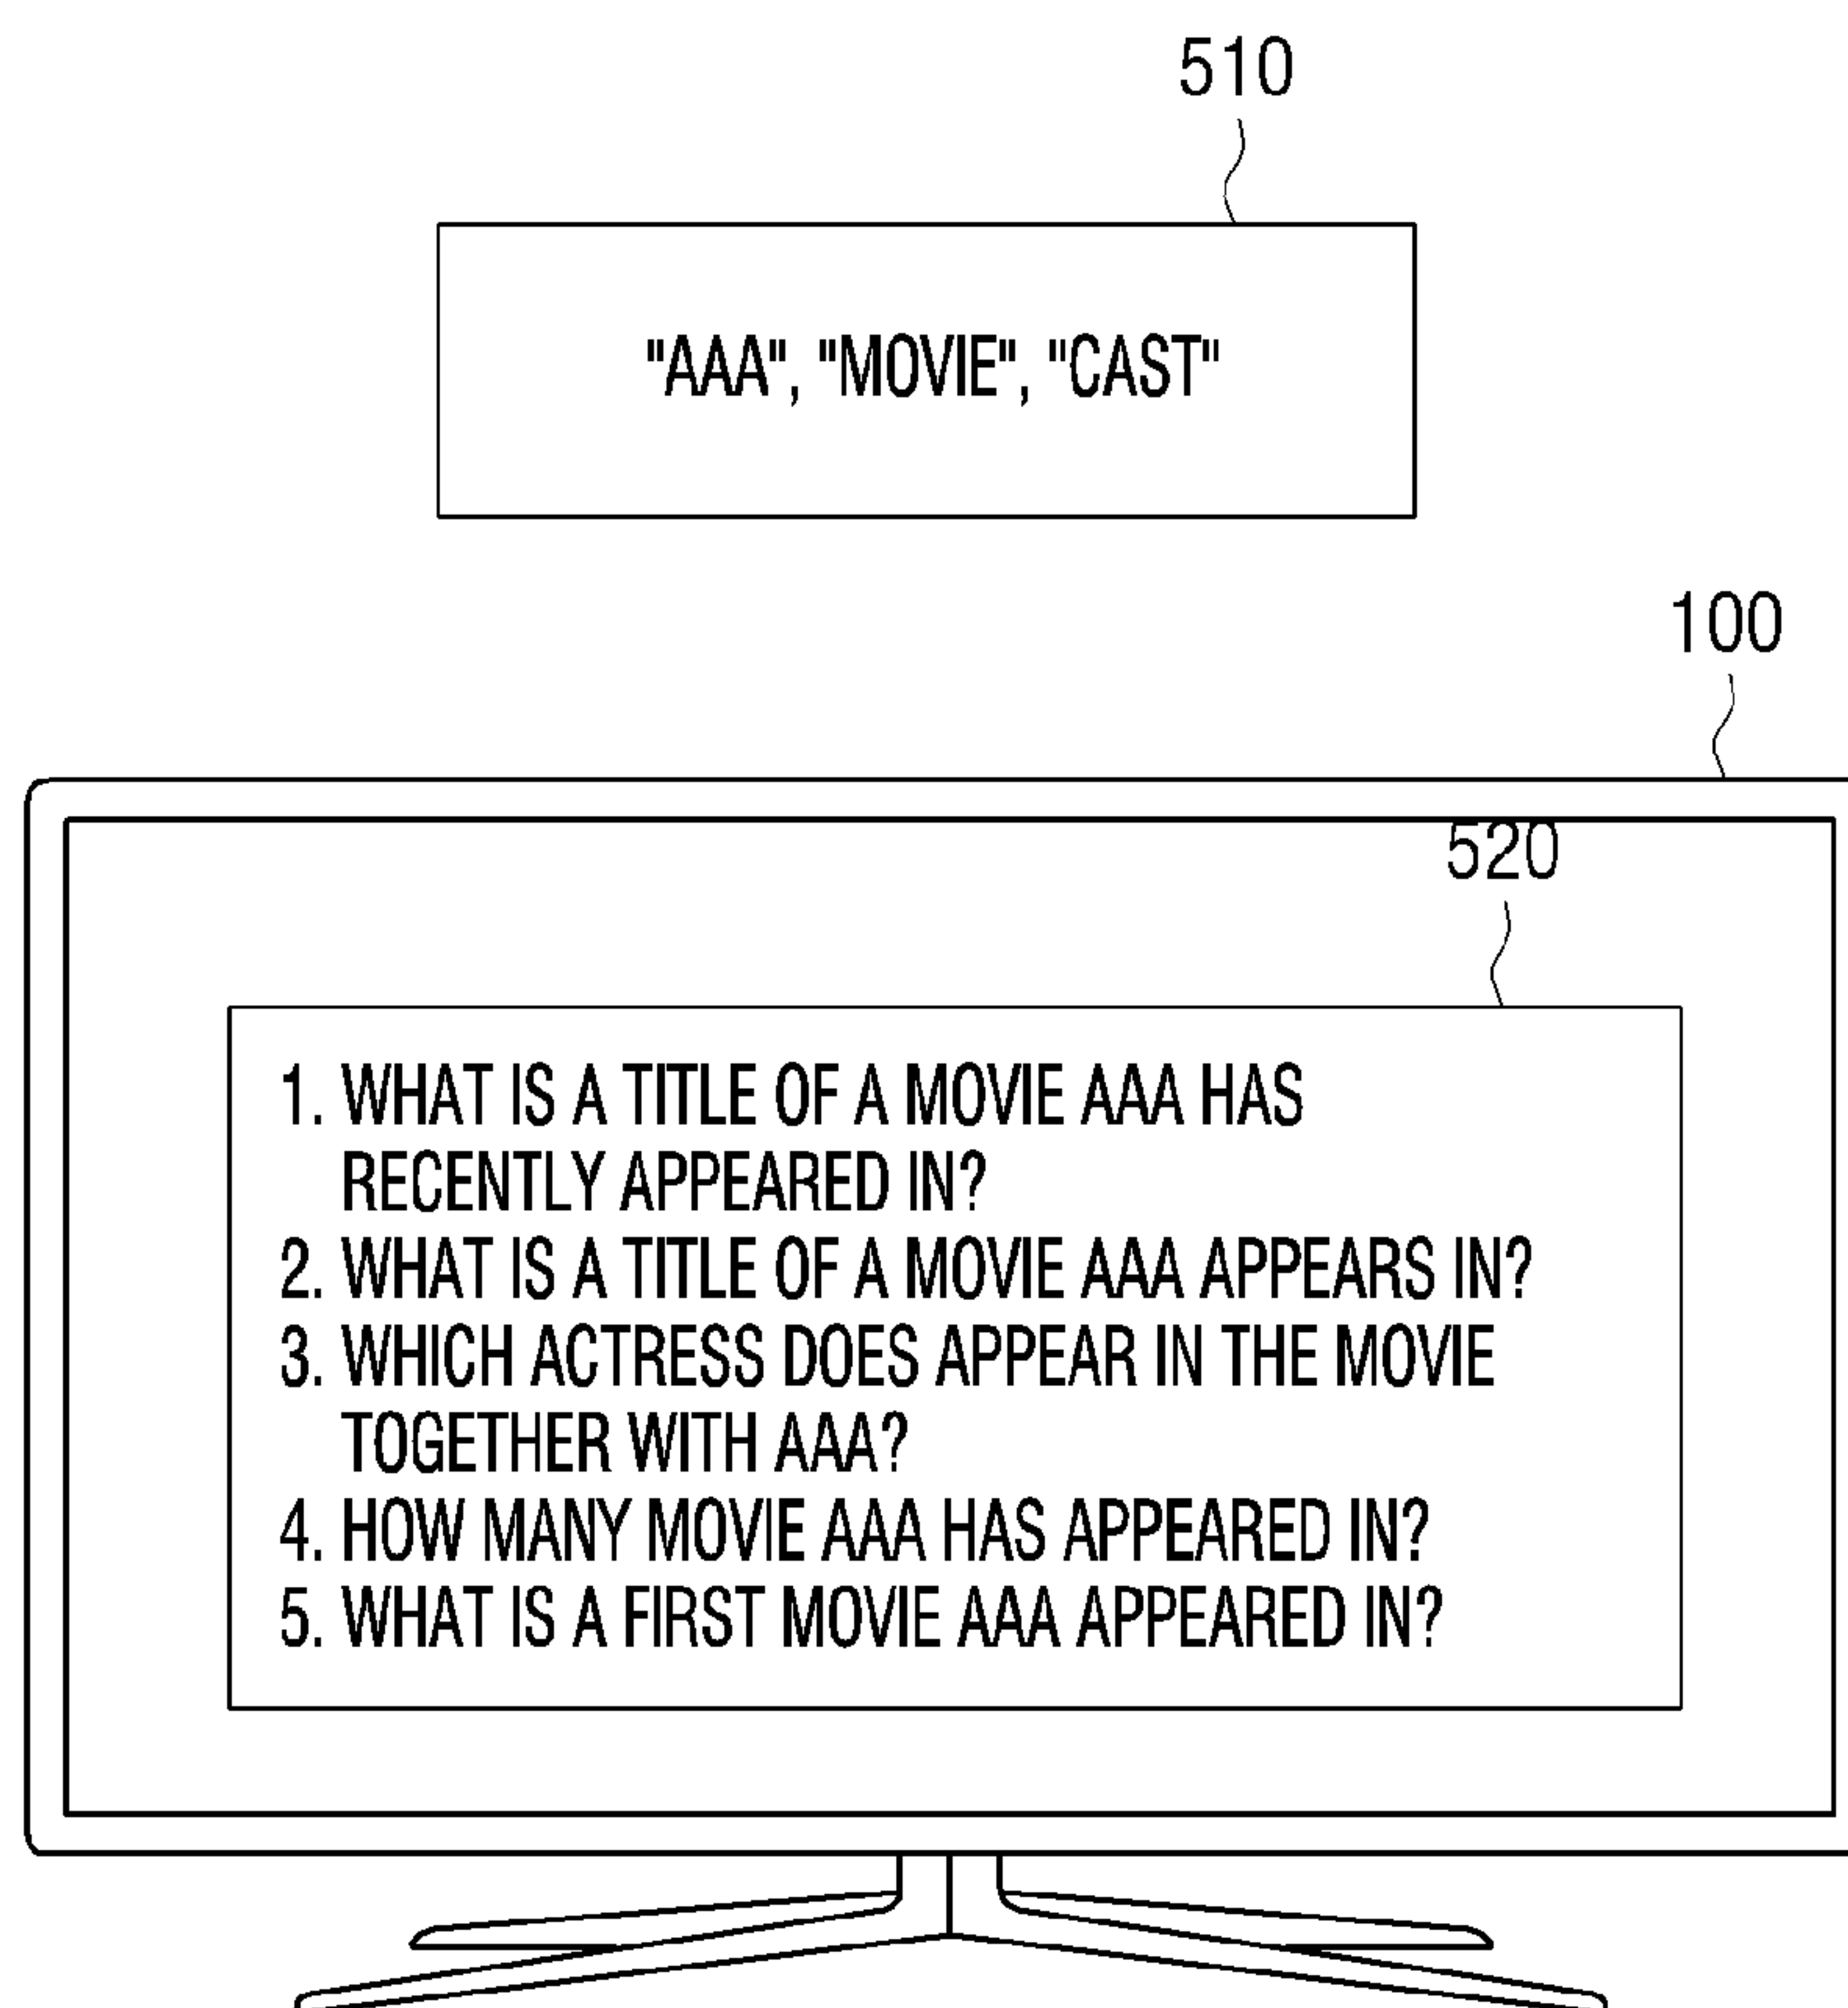 510
"AAA", "MOVIE", "CAST"
100
520
1. WHAT IS A TITLE OF A MOVIE AAA HAS
RECENTLY APPEARED IN?
2. WHAT IS A TITLE OF A MOVIE AAA APPEARS IN?
3. WHICH ACTRESS DOES APPEAR IN THE MOVIE
TOGETHER WITH AAA?
4. HOW MANY MOVIE AAA HAS APPEARED IN?
5. WHAT IS A FIRST MOVIE AAA APPEARED IN?